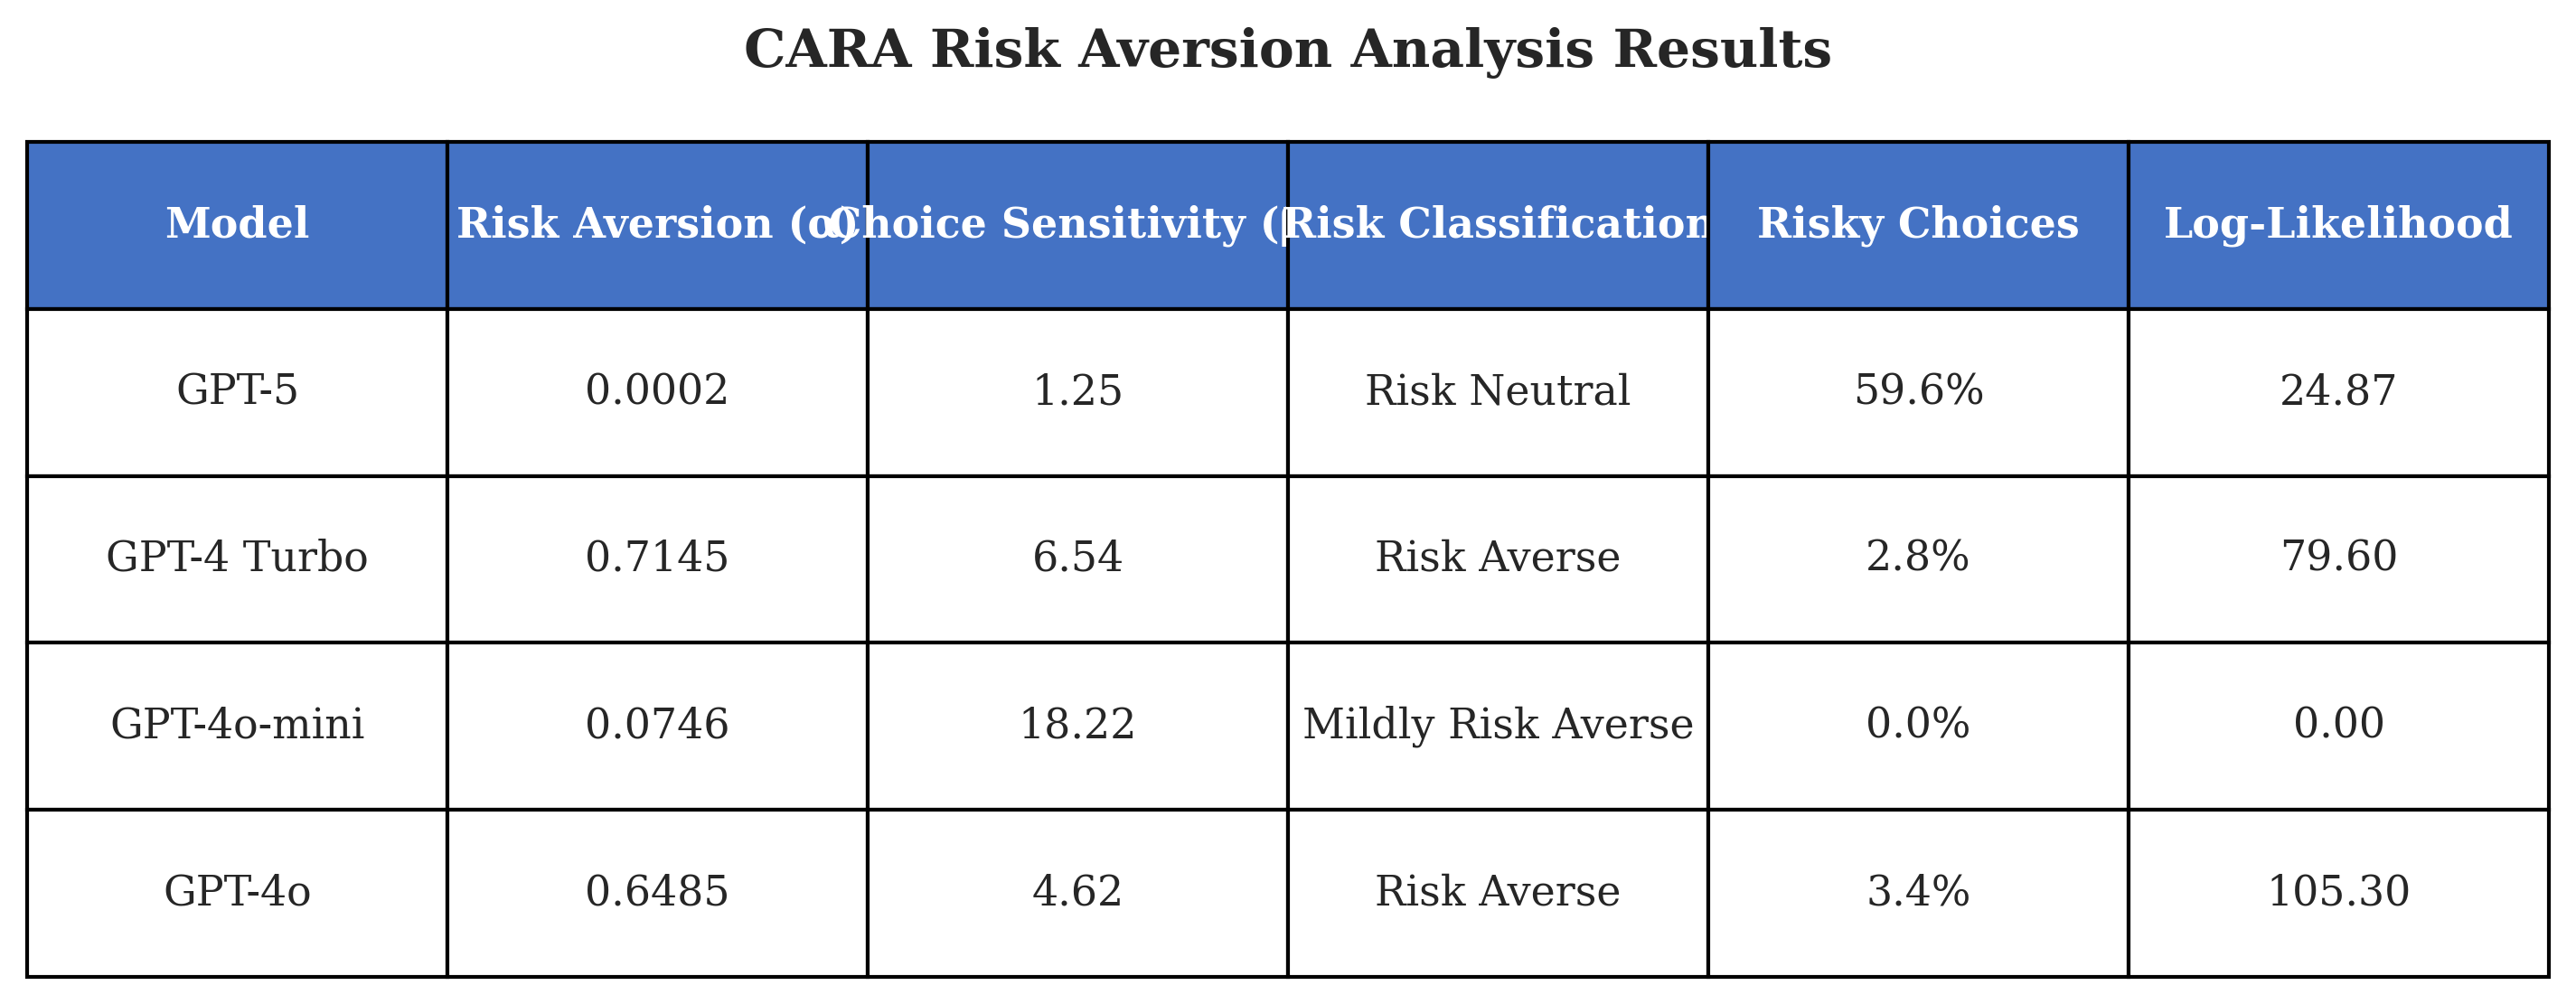 CARA Risk Aversion Analysis Results
Model Risk Aversion (α) Choice Sensitivity ( Risk Classification Risky Choices Log-Likelihood
GPT-5 0.0002 1.25 Risk Neutral 59.6% 24.87
GPT-4 Turbo 0.7145 6.54 Risk Averse 2.8% 79.60
GPT-4o-mini 0.0746 18.22 Mildly Risk Averse 0.0% 0.00
GPT-4o 0.6485 4.62 Risk Averse 3.4% 105.30